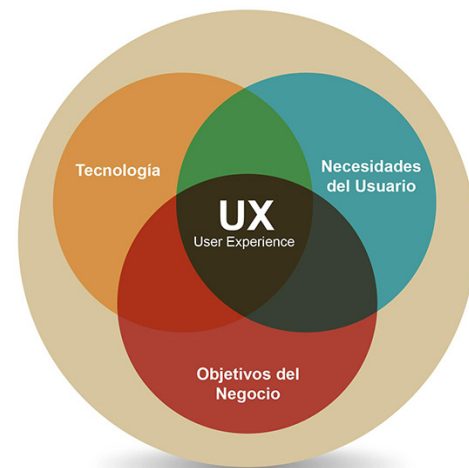 Tecnología
Necesidades
del Usuario
UX
User Experience
Objetivos del
Negocio